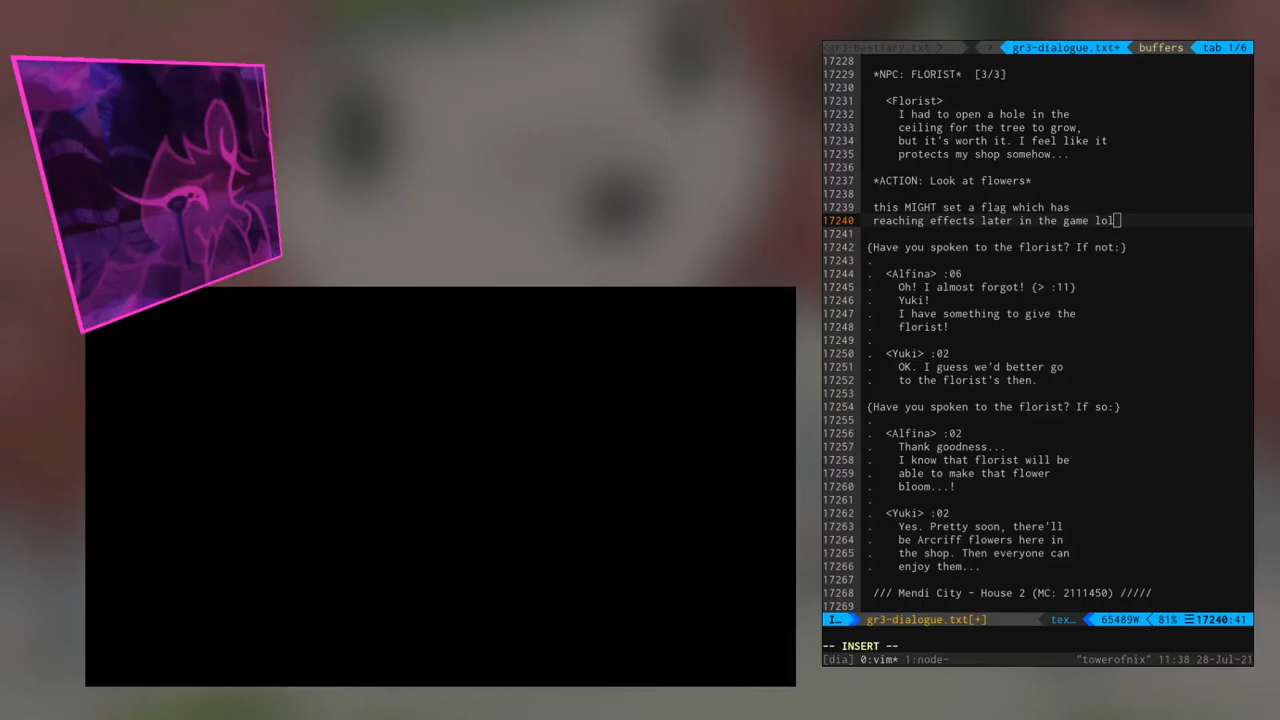 <gr3-bestiary.txt gr3-dialogue.txt+ buffers tab 1/6
17228
17229 *NPC: FLORIST* [3/3]
17230
17231 <Florist>
17232 I had to open a hole in the
17233 ceiling for the tree to grow,
17234 but it's worth it. I feel like it
17235 protects my shop somehow...
17236
17237 *ACTION: Look at flowers*
17238
17239 this MIGHT set a flag which has
17240 reaching effects later in the game lol
17241
17242 {Have you spoken to the florist? If not:}
17243 .
17244 . <Alfina> :06
17245 . Oh! I almost forgot! {> :11}
17246 . Yuki!
17247 . I have something to give the
17248 . florist!
17249 .
17250 . <Yuki> :02
17251 . OK. I guess we'd better go
17252 . to the florist's then.
17253
17254 {Have you spoken to the florist? If so:}
17255 .
17256 . <Alfina> :02
17257 . Thank goodness...
17258 . I know that florist will be
17259 . able to make that flower
17260 . bloom...!
17261 .
17262 . <Yuki> :02
17263 . Yes. Pretty soon, there'll
17264 . be Arcriff flowers here in
17265 . the shop. Then everyone can
17266 . enjoy them...
17267
17268 /// Mendi City - House 2 (MC: 2111450) /////
17269
I… gr3-dialogue.txt[+] tex… 65489W 81% ☰17240:41
-- INSERT --
[dia] 0:vim* 1:node- "towerofnix" 11:38 28-Jul-21